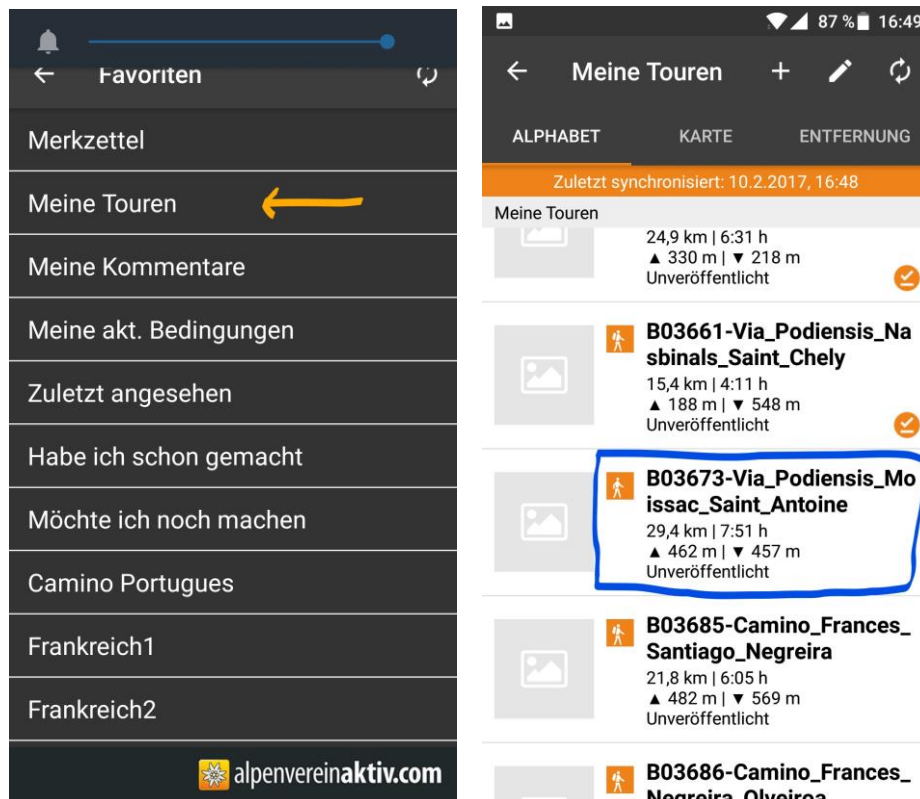 Favoriten
Merkzettel
Meine Touren
Meine Kommentare
Meine akt. Bedingungen
Zuletzt angesehen
Habe ich schon gemacht
Möchte ich noch machen
Camino Portugues
Frankreich1
Frankreich2
alpenvereinaktiv.com
87 % 16:49
Meine Touren
ALPHABET KARTE ENTFERNUNG
Zuletzt synchronisiert: 10.2.2017, 16:48
Meine Touren
24,9 km | 6:31 h
▲ 330 m | ▼ 218 m
Unveröffentlicht
B03661-Via_Podiensis_Na
sbinals_Saint_Chely
15,4 km | 4:11 h
▲ 188 m | ▼ 548 m
Unveröffentlicht
B03673-Via_Podiensis_Mo
issac_Saint_Antoine
29,4 km | 7:51 h
▲ 462 m | ▼ 457 m
Unveröffentlicht
B03685-Camino_Frances_
Santiago_Negreira
21,8 km | 6:05 h
▲ 482 m | ▼ 569 m
Unveröffentlicht
B03686-Camino_Frances_
Negreira_Olveiroa